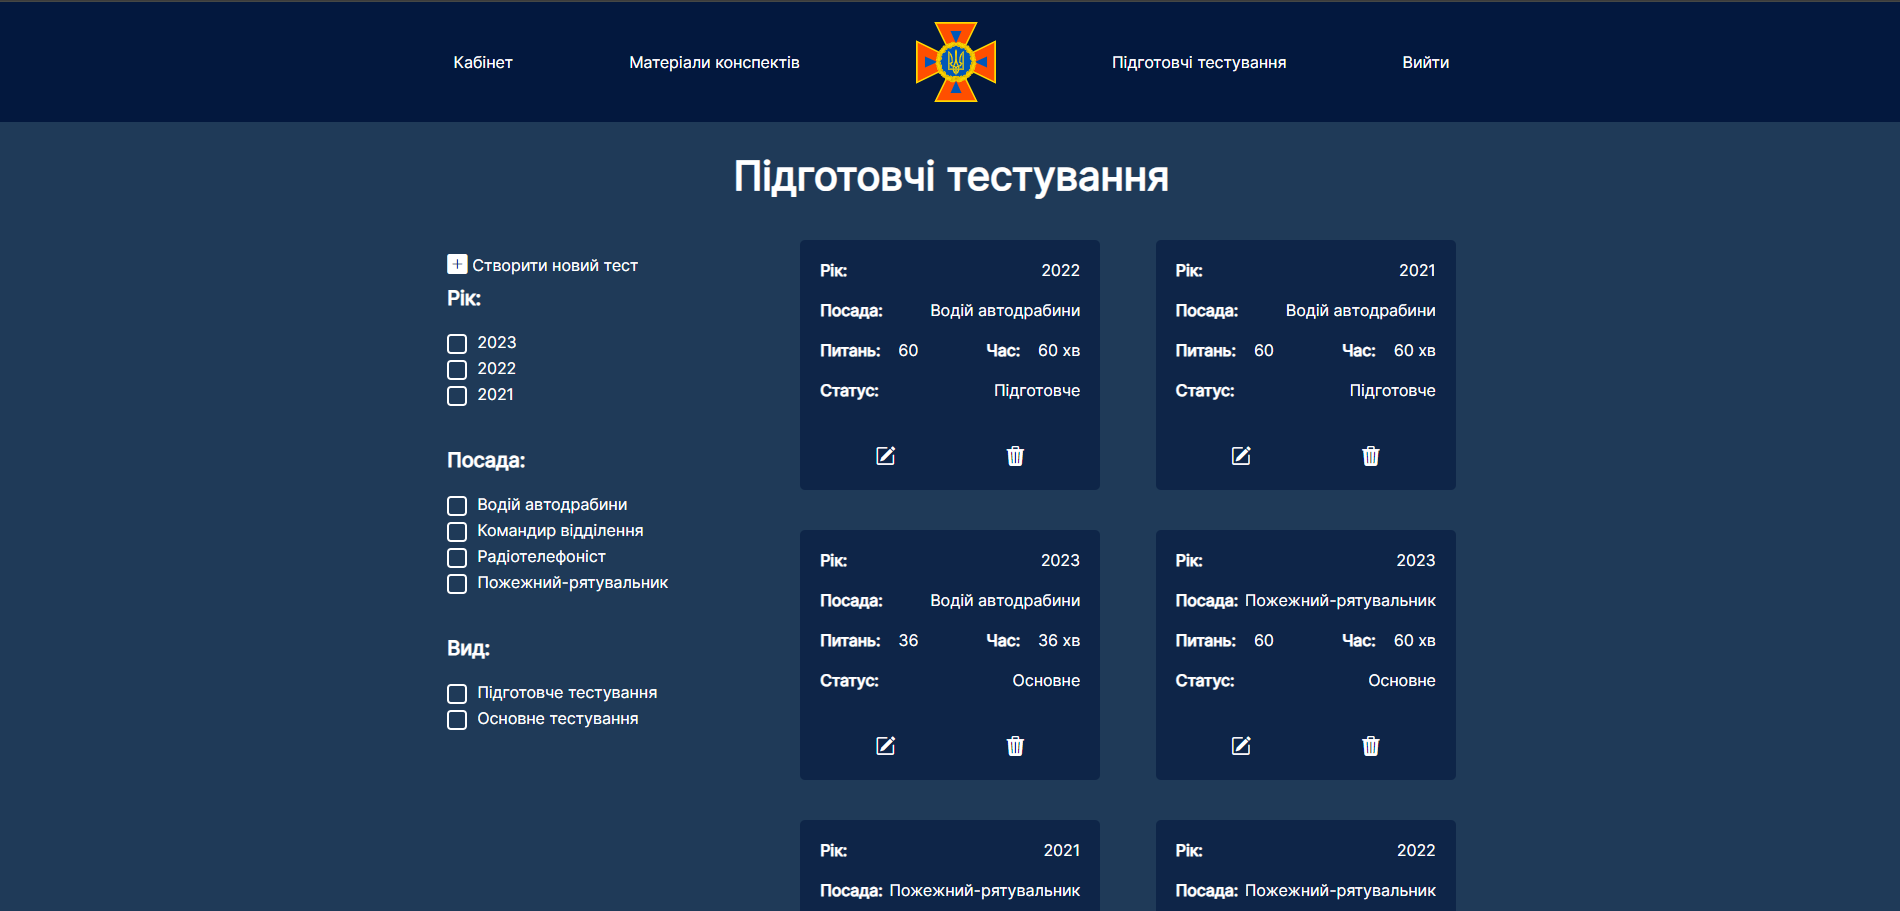 Кабінет
Матеріали конспектів
Підготовчі тестування
Вийти
Підготовчі тестування
Створити новий тест
Рік:
2023
2022
2021
Посада:
Водій автодрабини
Командир відділення
Радіотелефоніст
Пожежний-рятувальник
Вид:
Підготовче тестування
Основне тестування
Рік: 2022
Посада: Водій автодрабини
Питань: 60 Час: 60 хв
Статус: Підготовче
Рік: 2021
Посада: Водій автодрабини
Питань: 60 Час: 60 хв
Статус: Підготовче
Рік: 2023
Посада: Водій автодрабини
Питань: 36 Час: 36 хв
Статус: Основне
Рік: 2023
Посада: Пожежний-рятувальник
Питань: 60 Час: 60 хв
Статус: Основне
Рік: 2021
Посада: Пожежний-рятувальник
Рік: 2022
Посада: Пожежний-рятувальник